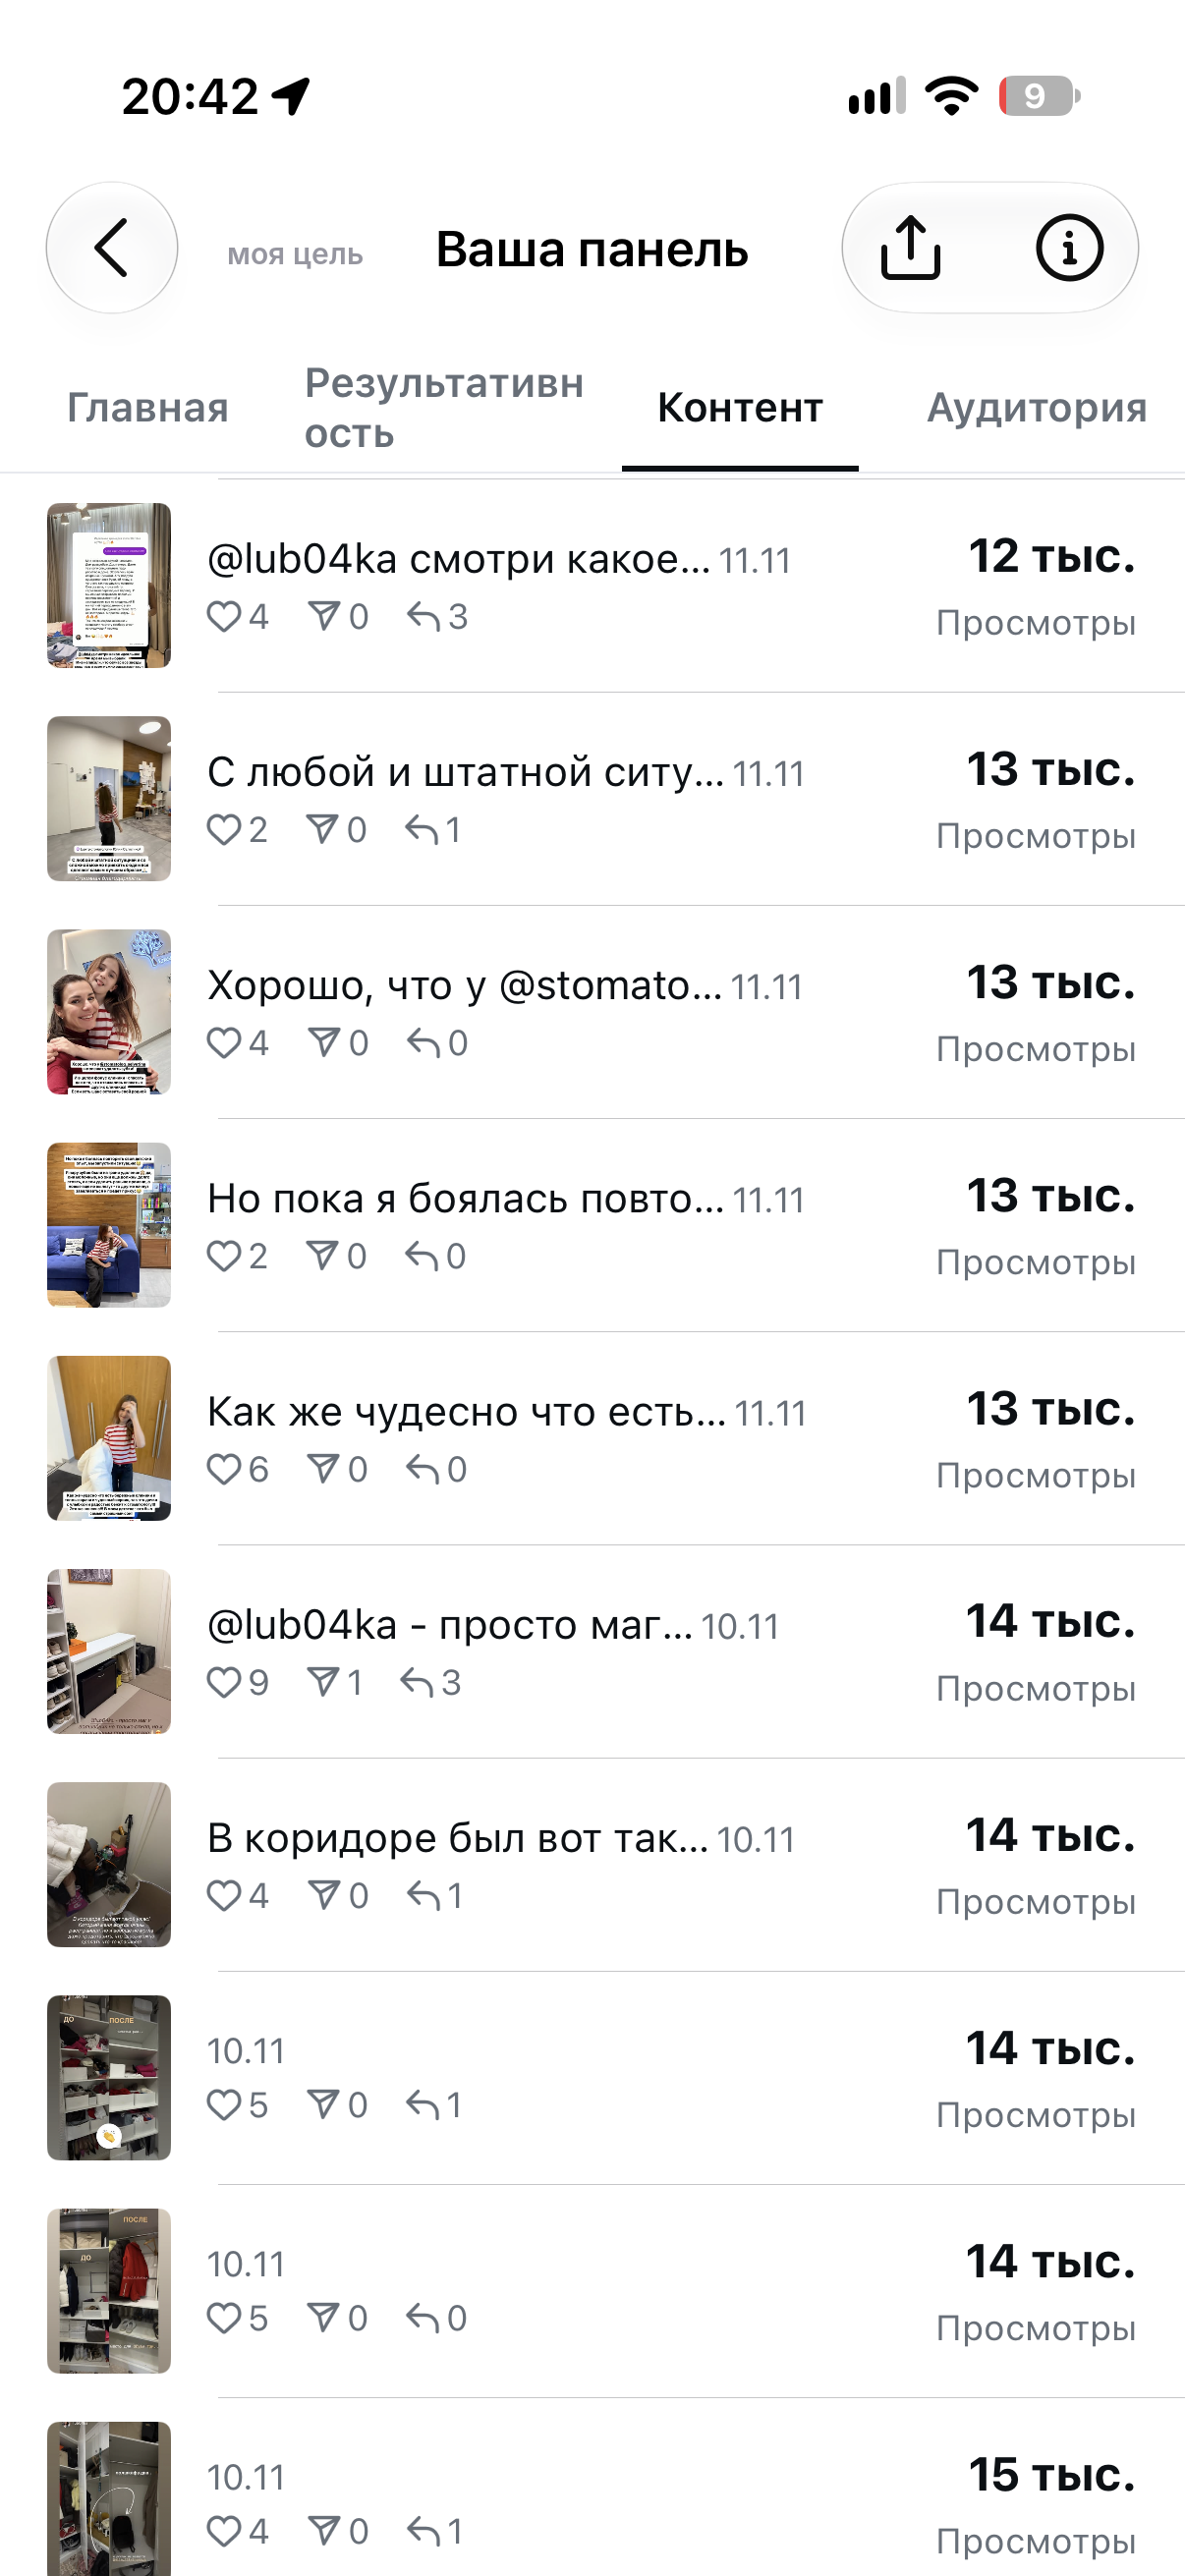 20:42
9
моя цель
Ваша панель
Главная
Результативн
ость
Контент
Аудитория
@lub04ka смотри какое... 11.11
12 тыс.
4 0 3
Просмотры
С любой и штатной ситу... 11.11
13 тыс.
2 0 1
Просмотры
Хорошо, что у @stomato... 11.11
13 тыс.
4 0 0
Просмотры
Но пока я боялась повто... 11.11
13 тыс.
2 0 0
Просмотры
Как же чудесно что есть... 11.11
13 тыс.
6 0 0
Просмотры
@lub04ka - просто маг... 10.11
14 тыс.
9 1 3
Просмотры
В коридоре был вот так... 10.11
14 тыс.
4 0 1
Просмотры
ДО ПОСЛЕ
10.11
14 тыс.
5 0 1
Просмотры
ПОСЛЕ
ДО
10.11
14 тыс.
5 0 0
Просмотры
10.11
15 тыс.
4 0 1
Просмотры